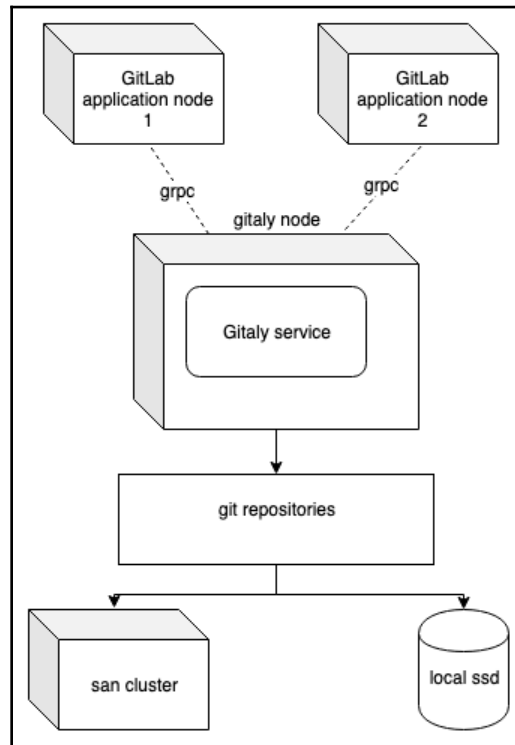 GitLab
application node
1
GitLab
application node
2
grpc
grpc
gitaly node
Gitaly service
git repositories
san cluster
local ssd